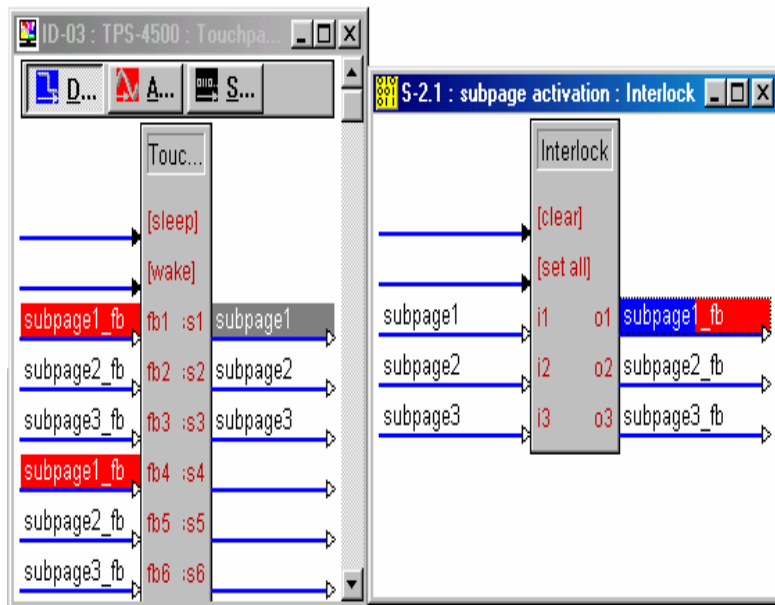 ID-03 : TPS-4500 : Touchpa...
D... A... S...
Touc...
[sleep]
[wake]
subpage1_fb fb1 :s1 subpage1
subpage2_fb fb2 :s2 subpage2
subpage3_fb fb3 :s3 subpage3
subpage1_fb fb4 :s4
subpage2_fb fb5 :s5
subpage3_fb fb6 :s6
S-2.1 : subpage activation : Interlock
Interlock
[clear]
[set all]
subpage1 i1 o1 subpage1_fb
subpage2 i2 o2 subpage2_fb
subpage3 i3 o3 subpage3_fb